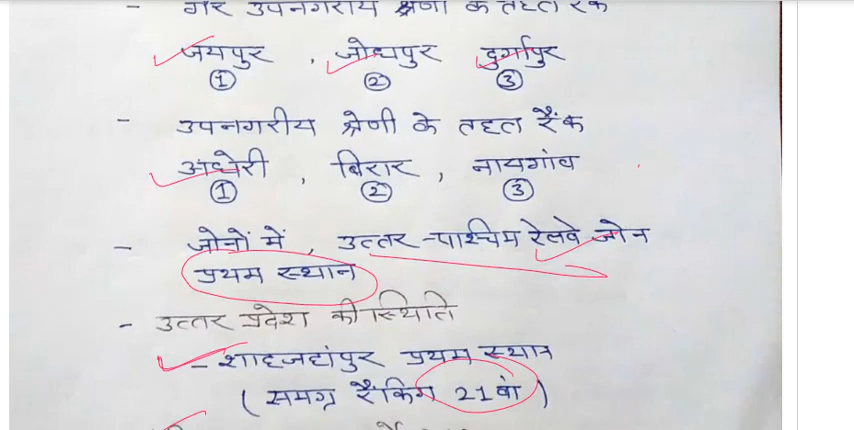 - गैर उपनगरीय श्रेणी के तहत रैंक
जयपुर , जोधपुर दुर्गापुर
① ② ③
- उपनगरीय श्रेणी के तहत रैंक
अंधेरी , बिरार , नायगांव
① ② ③
- जोनों में , उत्तर-पश्चिम रेलवे जोन
प्रथम स्थान
- उत्तर प्रदेश की स्थिति
- शाहजहांपुर प्रथम स्थान
( समग्र रैंकिंग 21 वां )